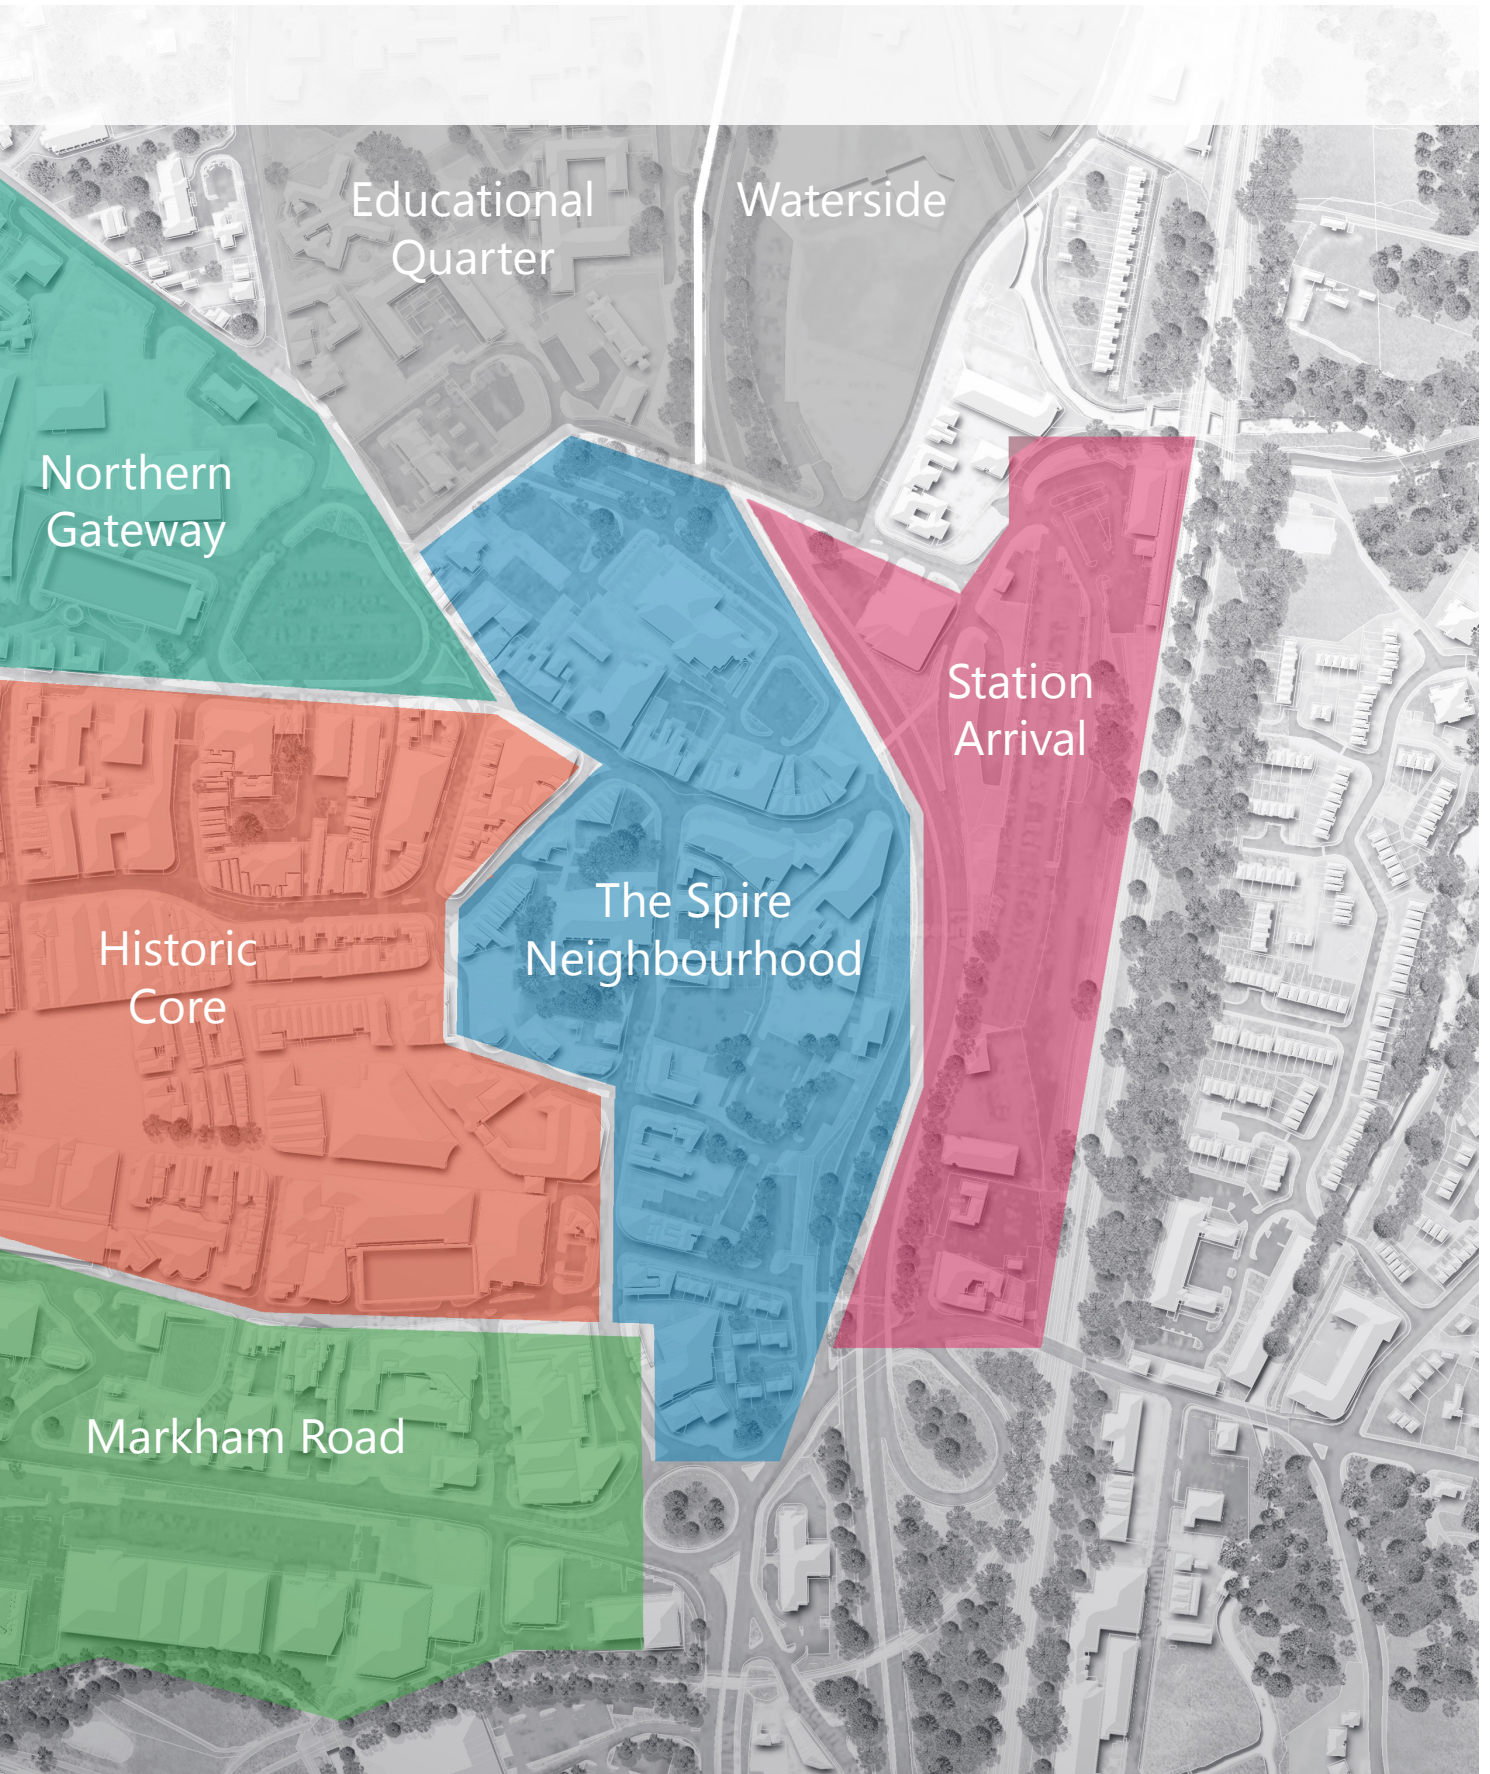 Educational
Quarter
Waterside
Northern
Gateway
Station
Arrival
The Spire
Neighbourhood
Historic
Core
Markham Road